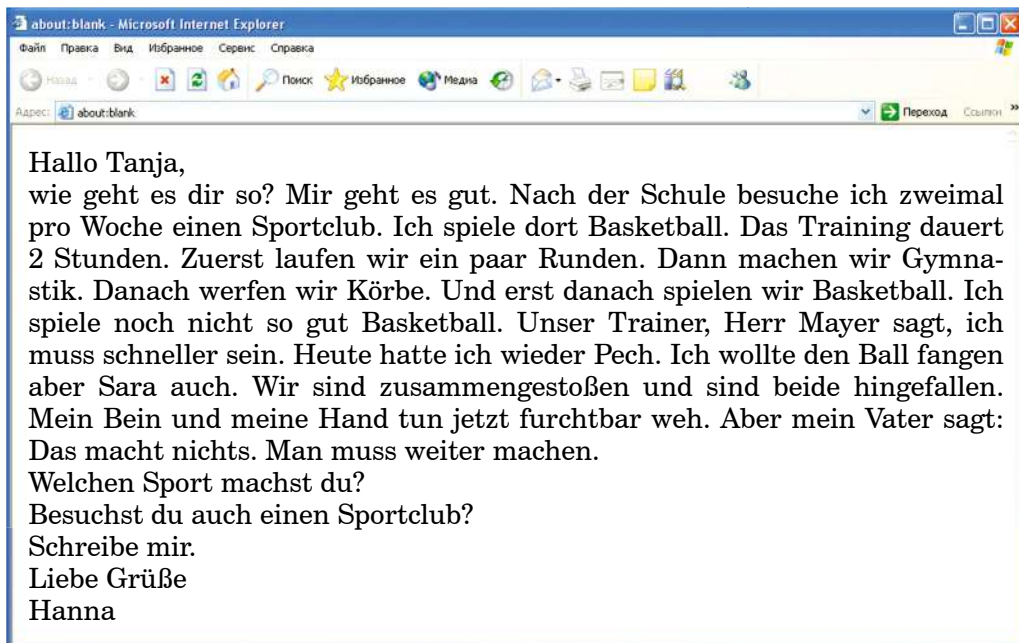 about:blank - Microsoft Internet Explorer
Файл Правка Вид Избранное Сервис Справка
Назад Поиск Избранное Медиа
Адрес: about:blank Переход Ссылки »
Hallo Tanja,
wie geht es dir so? Mir geht es gut. Nach der Schule besuche ich zweimal
pro Woche einen Sportclub. Ich spiele dort Basketball. Das Training dauert
2 Stunden. Zuerst laufen wir ein paar Runden. Dann machen wir Gymna-
stik. Danach werfen wir Körbe. Und erst danach spielen wir Basketball. Ich
spiele noch nicht so gut Basketball. Unser Trainer, Herr Mayer sagt, ich
muss schneller sein. Heute hatte ich wieder Pech. Ich wollte den Ball fangen
aber Sara auch. Wir sind zusammengestoßen und sind beide hingefallen.
Mein Bein und meine Hand tun jetzt furchtbar weh. Aber mein Vater sagt:
Das macht nichts. Man muss weiter machen.
Welchen Sport machst du?
Besuchst du auch einen Sportclub?
Schreibe mir.
Liebe Grüße
Hanna